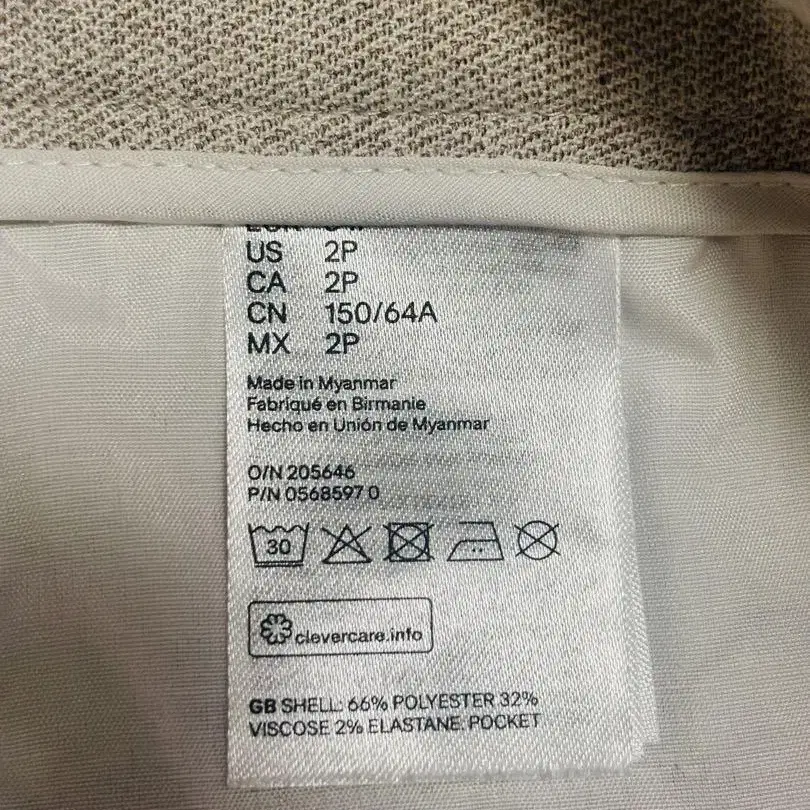 US 2P
CA 2P
CN 150/64A
MX 2P
Made in Myanmar
Fabriqué en Birmanie
Hecho en Unión de Myanmar
O/N 205646
P/N 0568597 0
30
clevercare.info
GB SHELL: 66% POLYESTER 32%
VISCOSE 2% ELASTANE. POCKET